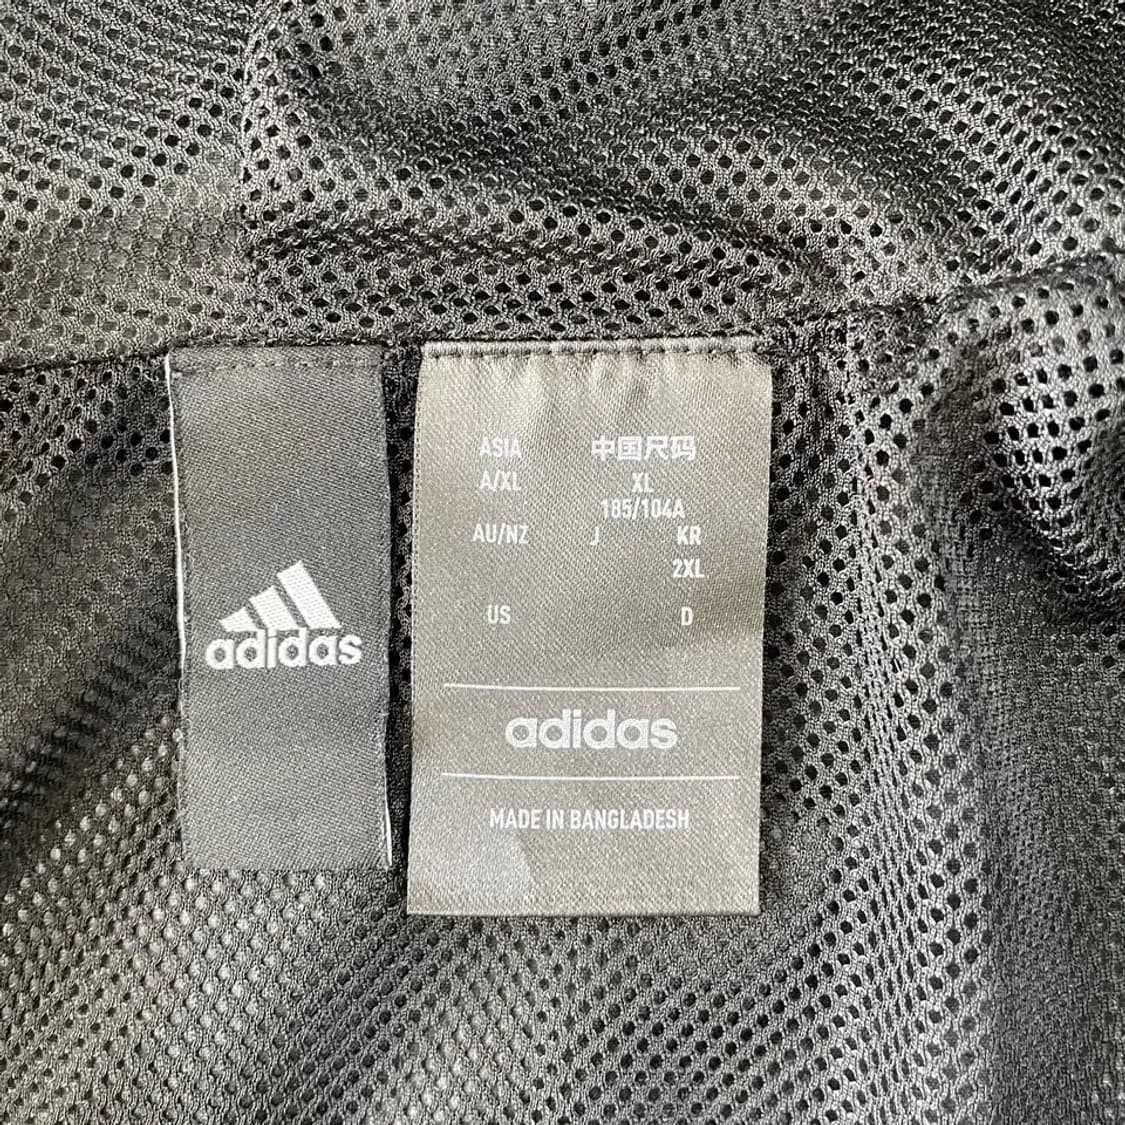 adidas
ASIA 中国尺码
A/XL XL
185/104A
AU/NZ J KR
2XL
US D
adidas
MADE IN BANGLADESH